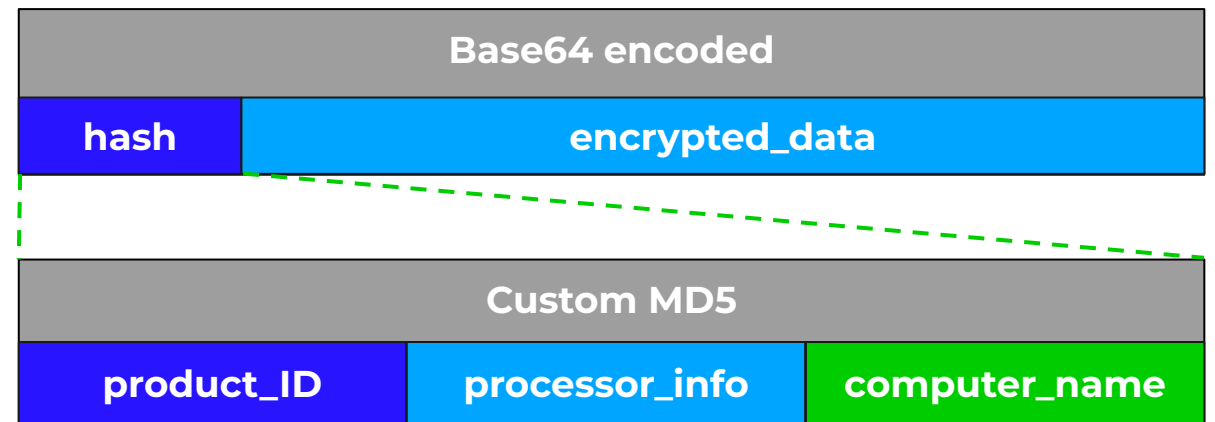 Base64 encoded
hash encrypted_data
Custom MD5
product_ID processor_info computer_name